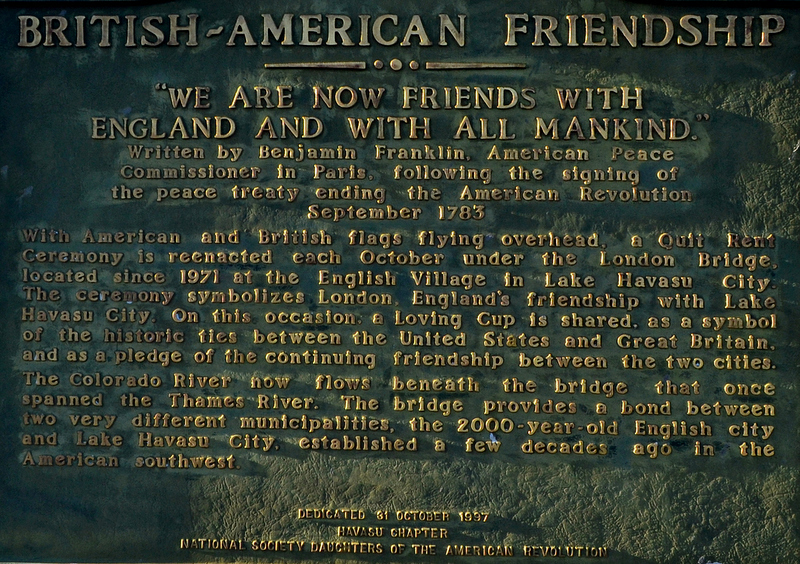 BRITISH-AMERICAN FRIENDSHIP
"WE ARE NOW FRIENDS WITH
ENGLAND AND WITH ALL MANKIND."
Written by Benjamin Franklin, American Peace
Commissioner in Paris, following the signing of
the peace treaty ending the American Revolution
September 1783
With American and British flags flying overhead, a Quit Rent
Ceremony is reenacted each October under the London Bridge,
located since 1971 at the English Village in Lake Havasu City.
The ceremony symbolizes London, England's friendship with Lake
Havasu City. On this occasion, a Loving Cup is shared, as a symbol
of the historic ties between the United States and Great Britain,
and as a pledge of the continuing friendship between the two cities.
The Colorado River now flows beneath the bridge that once
spanned the Thames River. The bridge provides a bond between
two very different municipalities, the 2000-year-old English city
and Lake Havasu City, established a few decades ago in the
American southwest.
DEDICATED 31 OCTOBER 1997
HAVASU CHAPTER
NATIONAL SOCIETY DAUGHTERS OF THE AMERICAN REVOLUTION